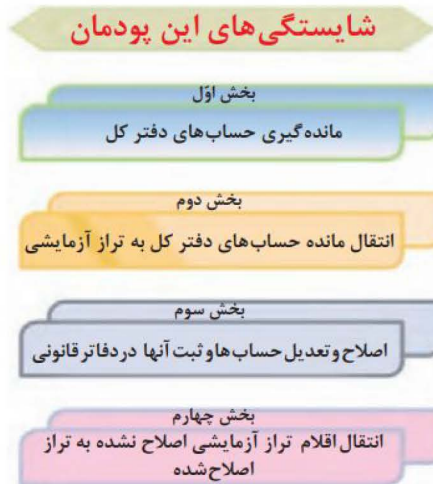 شایستگی‌های این پودمان
بخش اوّل
مانده‌گیری حساب‌های دفتر کل
بخش دوم
انتقال مانده حساب‌های دفتر کل به تراز آزمایشی
بخش سوم
اصلاح و تعدیل حساب‌ها و ثبت آنها در دفاتر قانونی
بخش چهارم
انتقال اقلام تراز آزمایشی اصلاح نشده به تراز
اصلاح‌شده